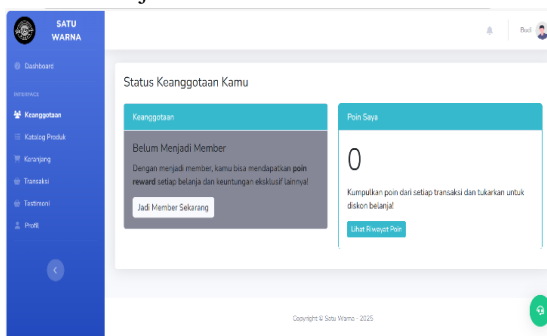 SATU
WARNA
Budi
Dashboard
Keanggotaan
Katalog Produk
Keranjang
Transaksi
Testimoni
Profil
Status Keanggotaan Kamu
Keanggotaan
Belum Menjadi Member
Dengan menjadi member, kamu bisa mendapatkan poin
reward setiap belanja dan keuntungan eksklusif lainnya!
Jadi Member Sekarang
Poin Saya
0
Kumpulkan poin dari setiap transaksi dan tukarkan untuk
diskon belanja!
Lihat Riwayat Poin
Copyright © Satu Warna - 2025